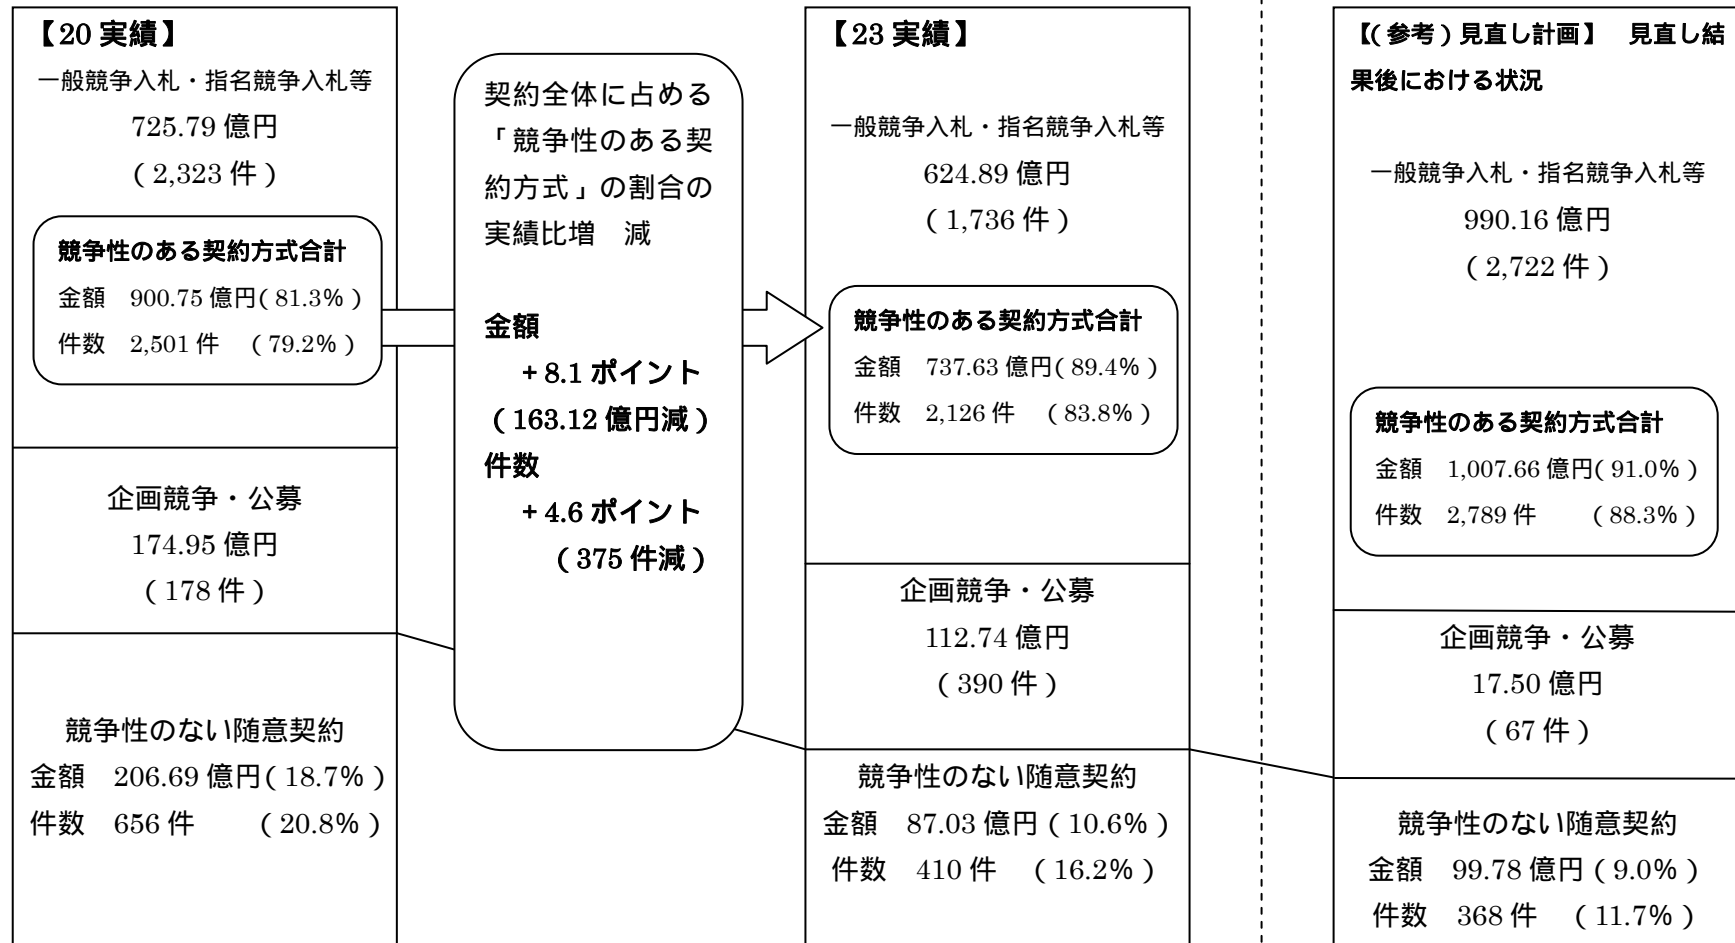 【20 実績】
一般競争入札・指名競争入札等
725.79 億円
( 2,323 件 )
競争性のある契約方式合計
金額　900.75 億円( 81.3% )
件数　2,501 件　( 79.2% )
企画競争・公募
174.95 億円
( 178 件 )
競争性のない随意契約
金額　206.69 億円( 18.7% )
件数　656 件　　( 20.8% )
契約全体に占める
「競争性のある契
約方式」の割合の
実績比増　減
金額
+ 8.1 ポイント
( 163.12 億円減 )
件数
+ 4.6 ポイント
( 375 件減 )
【23 実績】
一般競争入札・指名競争入札等
624.89 億円
( 1,736 件 )
競争性のある契約方式合計
金額　737.63 億円( 89.4% )
件数　2,126 件　( 83.8% )
企画競争・公募
112.74 億円
( 390 件 )
競争性のない随意契約
金額　87.03 億円 ( 10.6% )
件数　410 件　( 16.2% )
【( 参考 ) 見直し計画】　見直し結
果後における状況
一般競争入札・指名競争入札等
990.16 億円
( 2,722 件 )
競争性のある契約方式合計
金額　1,007.66 億円( 91.0% )
件数　2,789 件　　( 88.3% )
企画競争・公募
17.50 億円
( 67 件 )
競争性のない随意契約
金額　99.78 億円 ( 9.0% )
件数　368 件　( 11.7% )